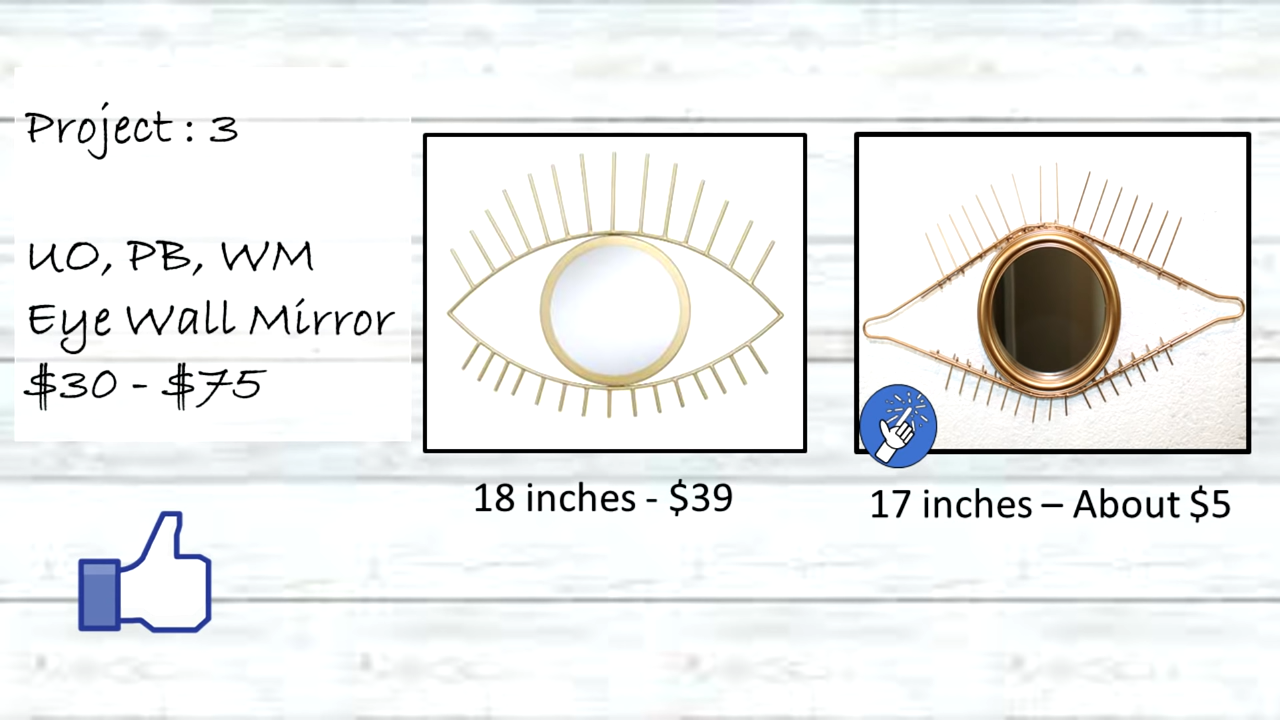 Project : 3
UO, PB, WM
Eye Wall Mirror
$30 - $75
18 inches - $39
17 inches – About $5